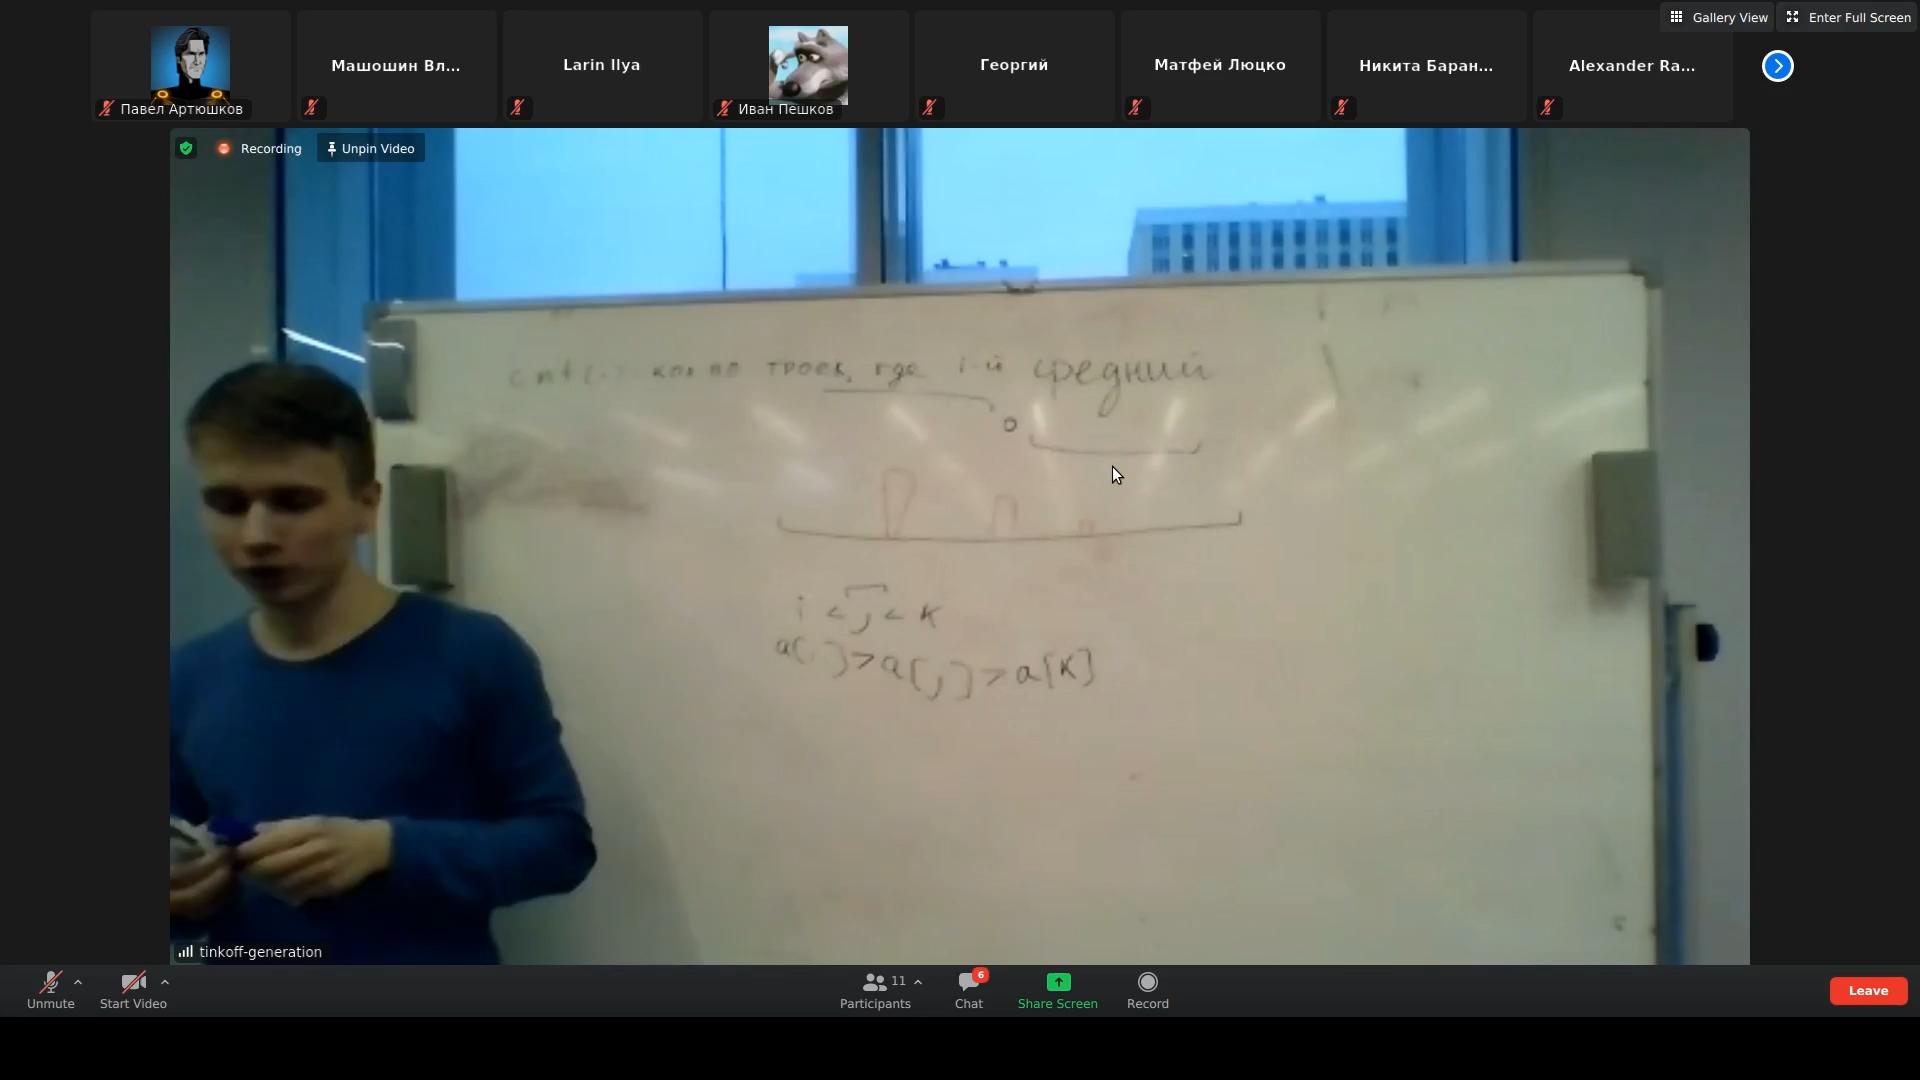 Gallery View Enter Full Screen
Машошин Вл... Larin Ilya Георгий Матфей Люцко Никита Баран... Alexander Ra...
Павел Артюшков Иван Пешков
Recording Unpin Video
кол во троек, где i-й средний
i < j < k
a[i] > a[j] > a[k]
tinkoff-generation
11 6
Unmute Start Video Participants Chat Share Screen Record Leave